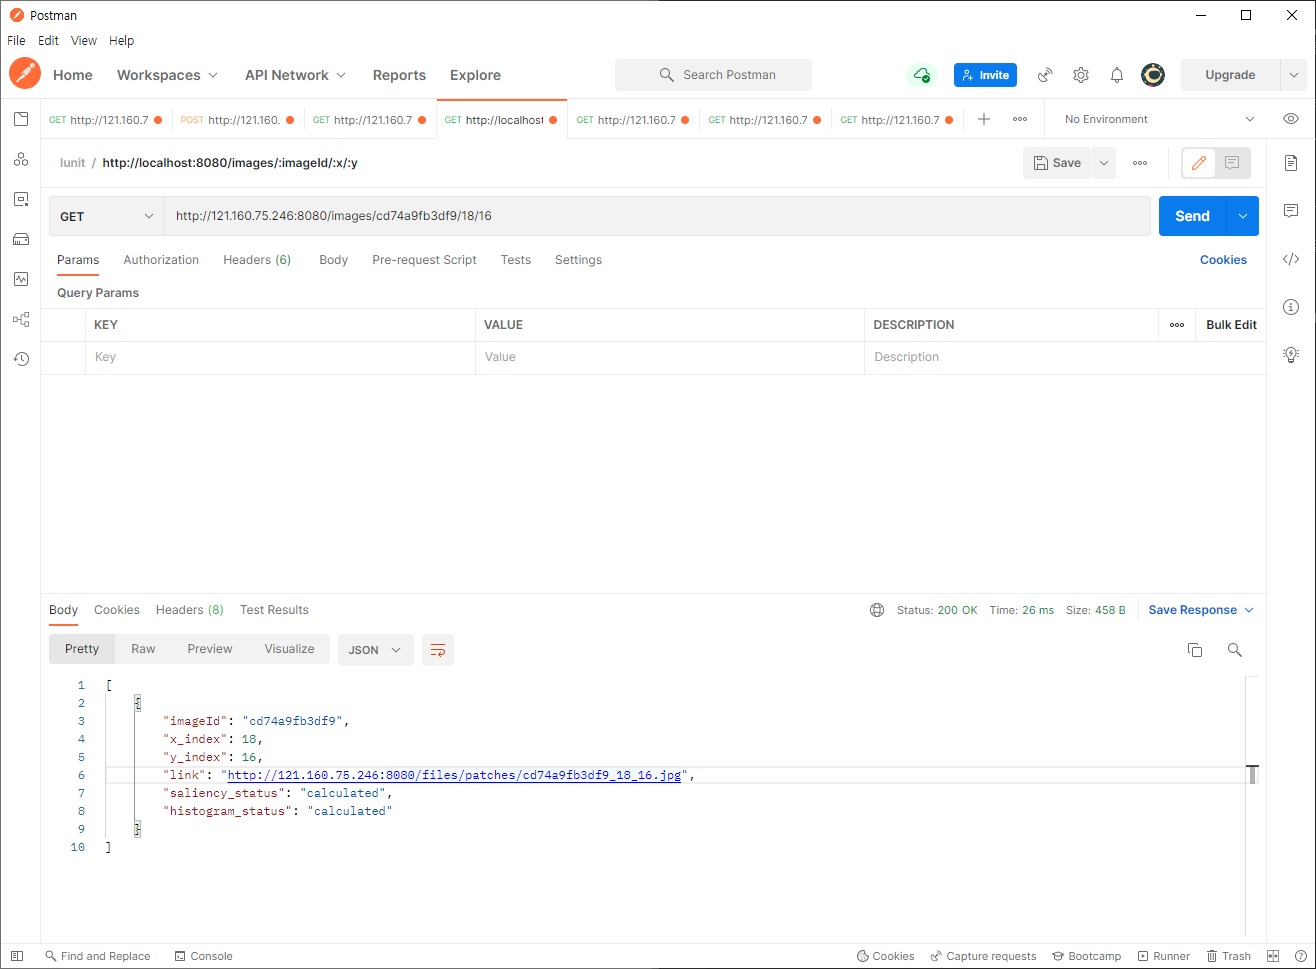 Postman
File Edit View Help
Home Workspaces API Network Reports Explore Search Postman Invite Upgrade
GET http://121.160.7 POST http://121.160. GET http://121.160.7 GET http://localhost GET http://121.160.7 GET http://121.160.7 GET http://121.160.7 No Environment
lunit / http://localhost:8080/images/:imageId/:x/:y Save
GET http://121.160.75.246:8080/images/cd74a9fb3df9/18/16 Send
Params Authorization Headers (6) Body Pre-request Script Tests Settings Cookies
Query Params
KEY VALUE DESCRIPTION Bulk Edit
Key Value Description
Body Cookies Headers (8) Test Results Status: 200 OK Time: 26 ms Size: 458 B Save Response
Pretty Raw Preview Visualize JSON
1 [
2 {
3 "imageId": "cd74a9fb3df9",
4 "x_index": 18,
5 "y_index": 16,
6 "link": "http://121.160.75.246:8080/files/patches/cd74a9fb3df9_18_16.jpg",
7 "saliency_status": "calculated",
8 "histogram_status": "calculated"
9 }
10 ]
Find and Replace Console Cookies Capture requests Bootcamp Runner Trash